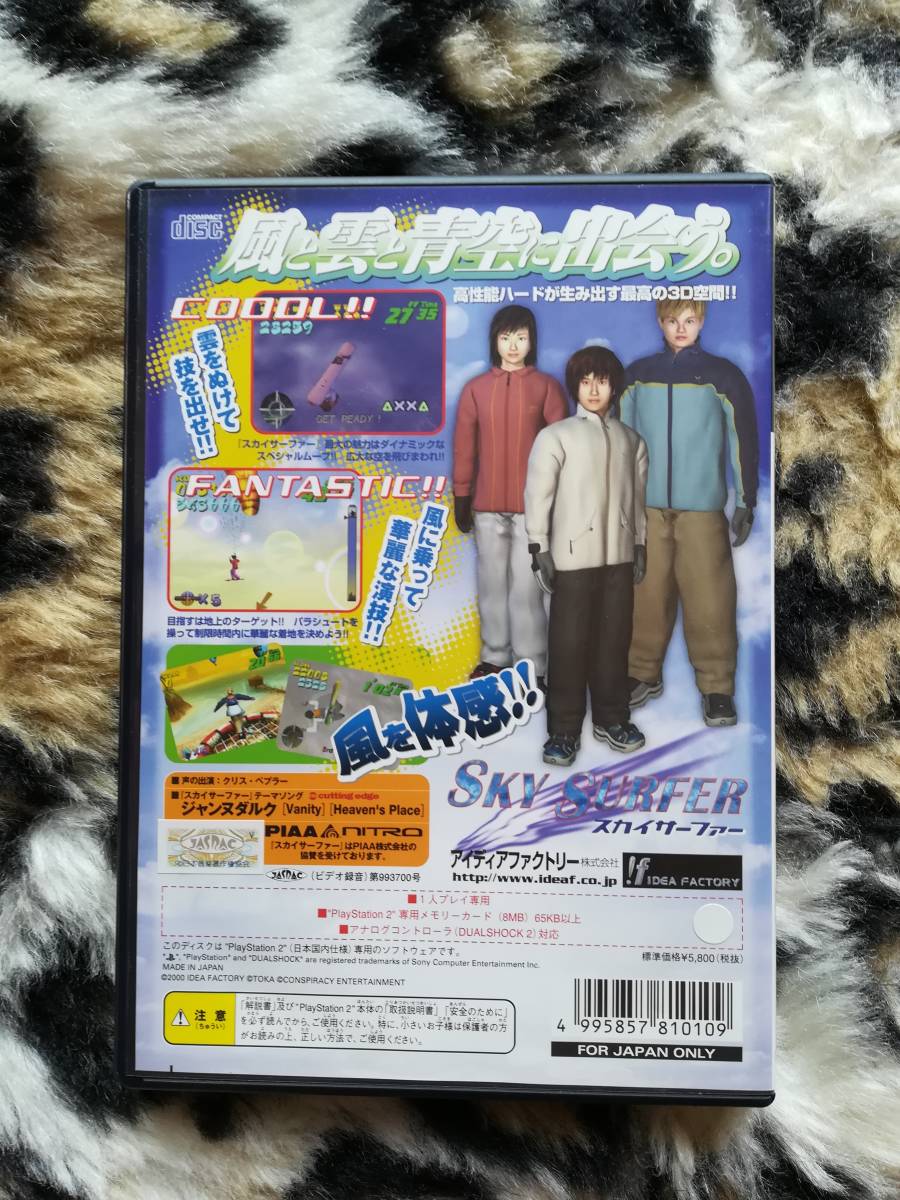 COMPACT
disc
風と雲と青空に出会う。
高性能ハードが生み出す最高の3D空間!!
COOOL!!
Time
28259
27 35
GET READY!
△××△
雲をぬけて
技を出せ!!
『スカイサーファー』最大の魅力はダイナミックな
スペシャルムーブ!! 広大な空を飛びまわれ!!
FANTASTIC!!
×5
風に乗って
華麗な演技!!
目指すは地上のターゲット!! パラシュートを
操って制限時間内に華麗な着地を決めよう!!
風を体感!!
■声の出演:クリス・ペプラー
■『スカイサーファー』テーマソング cutting edge
ジャンヌダルク [Vanity] [Heaven's Place]
PIAA NITRO
『スカイサーファー』はPIAA株式会社の
協賛を受けております。
JASRAC
JASRAC (ビデオ録音)第993700号
SKY SURFER
スカイサーファー
アイディアファクトリー株式会社
http://www.ideaf.co.jp
!f IDEA FACTORY
■1人プレイ専用
■"PlayStation 2"専用メモリーカード (8MB) 65KB以上
■アナログコントローラ(DUALSHOCK 2)対応
このディスクは "PlayStation 2"(日本国内仕様)専用のソフトウェアです。
標準価格¥5,800(税抜)
" ", "PlayStation" and "DUALSHOCK" are registered trademarks of Sony Computer Entertainment Inc.
MADE IN JAPAN
©2000 IDEA FACTORY ©TOKA ©CONSPIRACY ENTERTAINMENT
注意
(ちゅうい)
「解説書」及び"PlayStation 2"本体の「取扱説明書」「安全のために」
を必ず読んでから、ご使用ください。特に、小さいお子様は保護者の方
がお読みの上、正しい方法で、ご使用ください。
4 995857 810109
FOR JAPAN ONLY